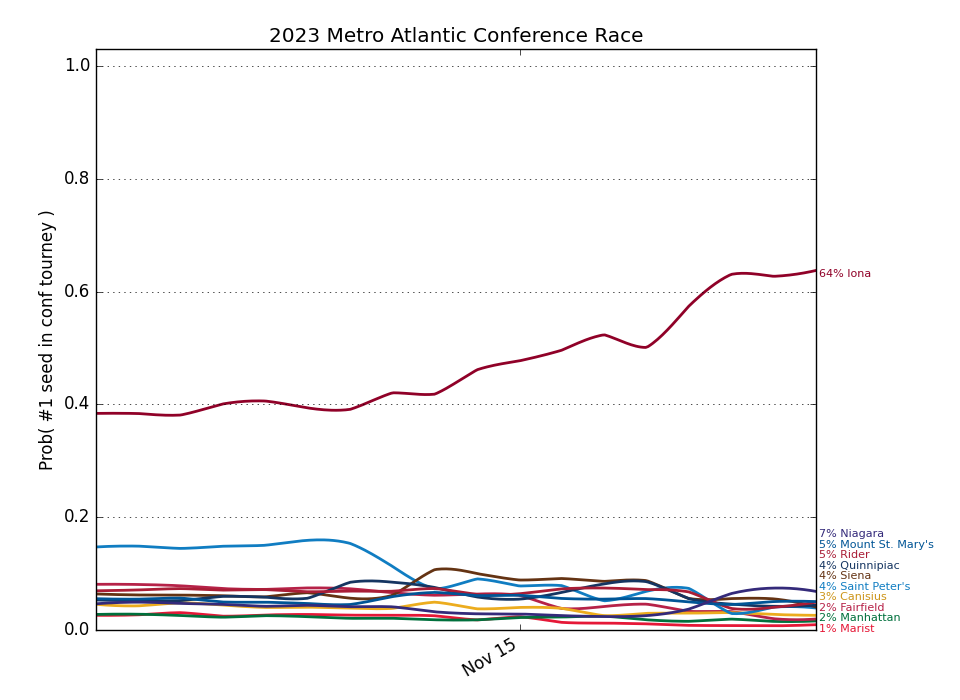 2023 Metro Atlantic Conference Race
Prob( #1 seed in conf tourney )
1.0
0.8
0.6
0.4
0.2
0.0
Nov 15
64% Iona
7% Niagara
5% Mount St. Mary's
5% Rider
4% Quinnipiac
4% Siena
4% Saint Peter's
3% Canisius
2% Fairfield
2% Manhattan
1% Marist